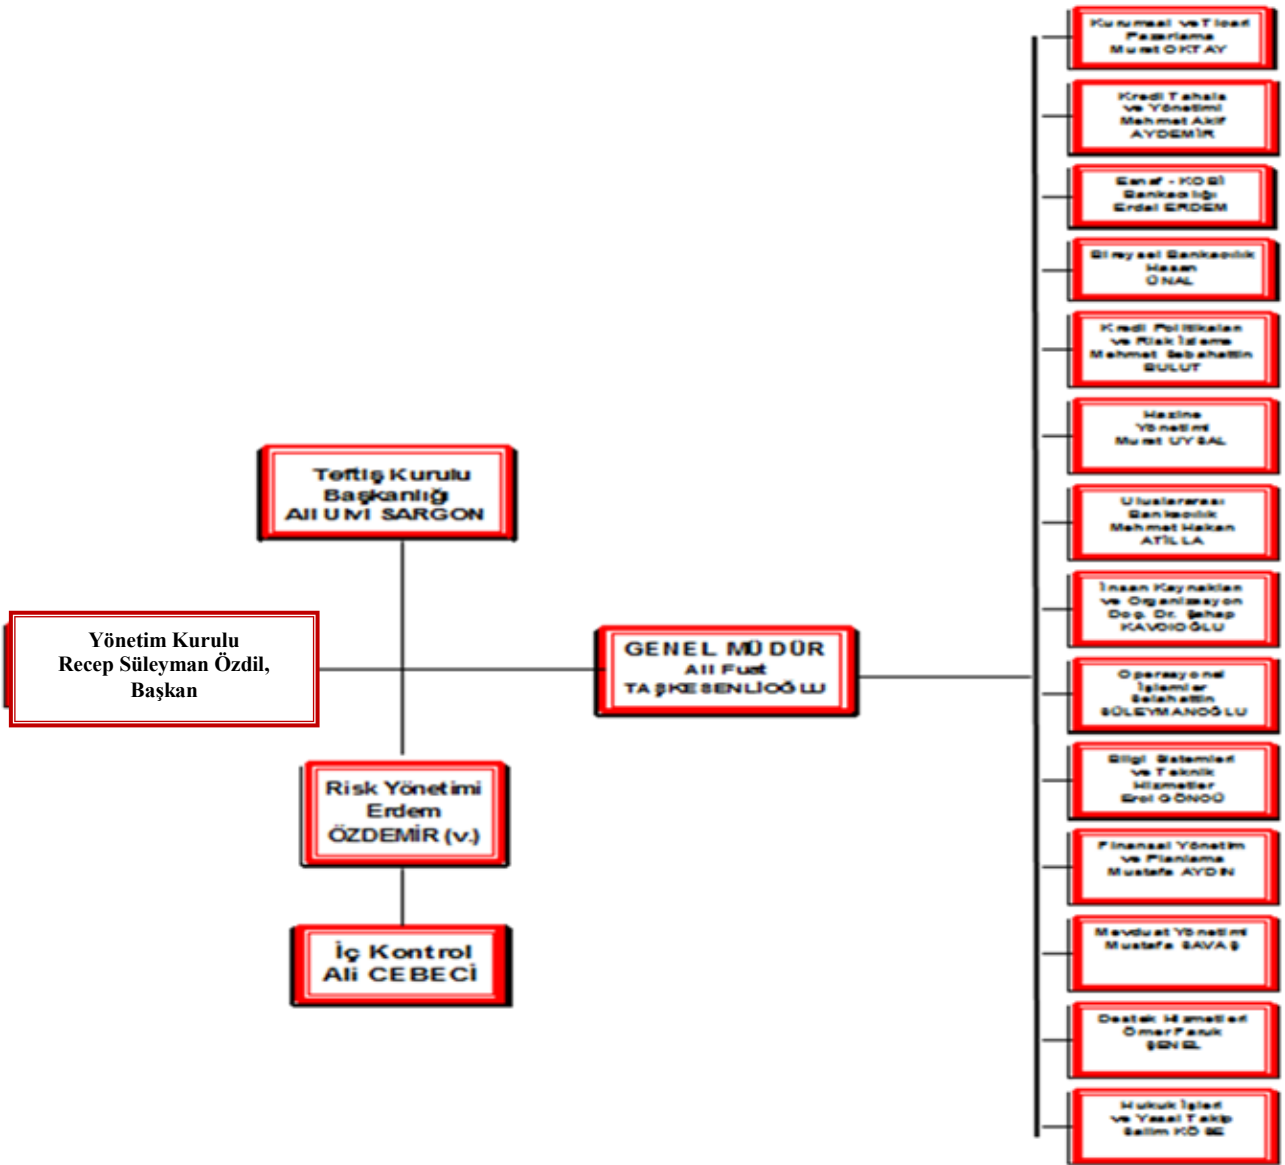 Kurumsal ve Ticari
Pazarlama
Murat OKTAY
Kredi Tahsis
ve Yönetimi
Mehmet Akif
AYDEMİR
Esnaf - KOBİ
Bankacılığı
Erdal ERDEM
Bireysel Bankacılık
Hasan
ÜNAL
Kredi Politikaları
ve Risk İzleme
Mehmet Sebahattin
BULUT
Hazine
Yönetimi
Murat UYSAL
Uluslararası
Bankacılık
Mehmet Hakan
ATİLLA
İnsan Kaynakları
ve Organizasyon
Doç. Dr. Şahap
KAVCIOĞLU
Operasyonel
İşlemler
Selahattin
SÜLEYMANOĞLU
Bilgi Sistemleri
ve Teknik
Hizmetler
Erol GÖNCÜ
Finansal Yönetim
ve Planlama
Mustafa AYDIN
Mevduat Yönetimi
Mustafa SAVAŞ
Destek Hizmetleri
Ömer Faruk
ŞENEL
Hukuk İşleri
ve Yasal Takip
Salim KÖSE
Teftiş Kurulu
Başkanlığı
Ali Ulvi SARGON
Yönetim Kurulu
Recep Süleyman Özdil,
Başkan
GENEL MÜDÜR
Ali Fuat
TAŞKESENLİOĞLU
Risk Yönetimi
Erdem
ÖZDEMİR (v.)
İç Kontrol
Ali CEBECİ